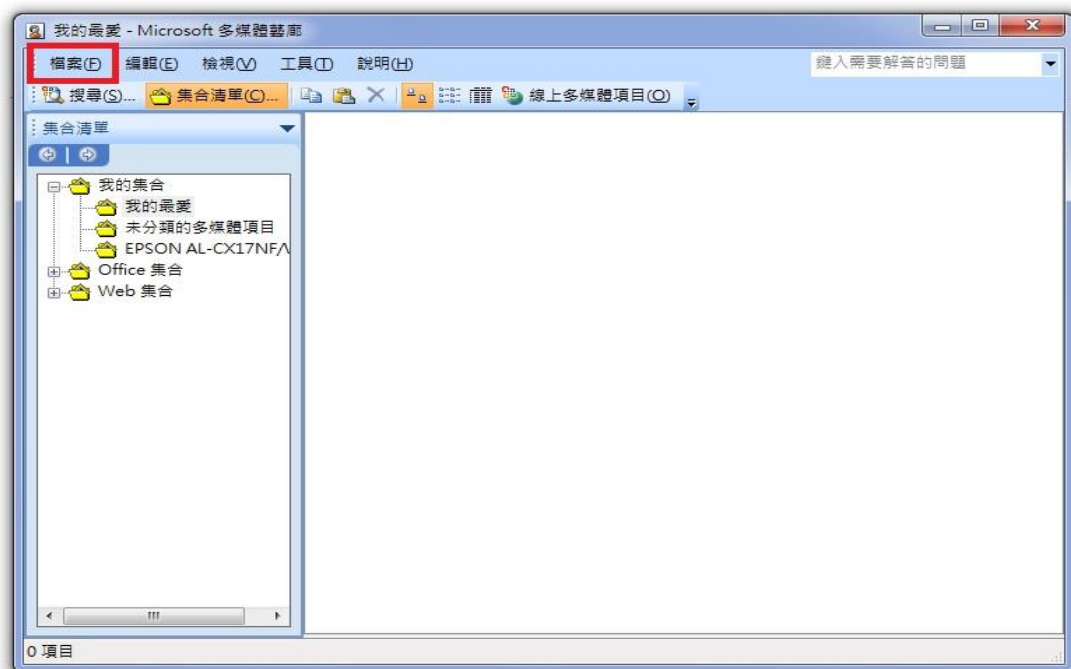 我的最愛 - Microsoft 多媒體藝廊
檔案(F) 編輯(E) 檢視(V) 工具(T) 說明(H) 鍵入需要解答的問題
搜尋(S)... 集合清單(C)... 線上多媒體項目(O)
集合清單
我的集合
我的最愛
未分類的多媒體項目
EPSON AL-CX17NF/
Office 集合
Web 集合
0 項目